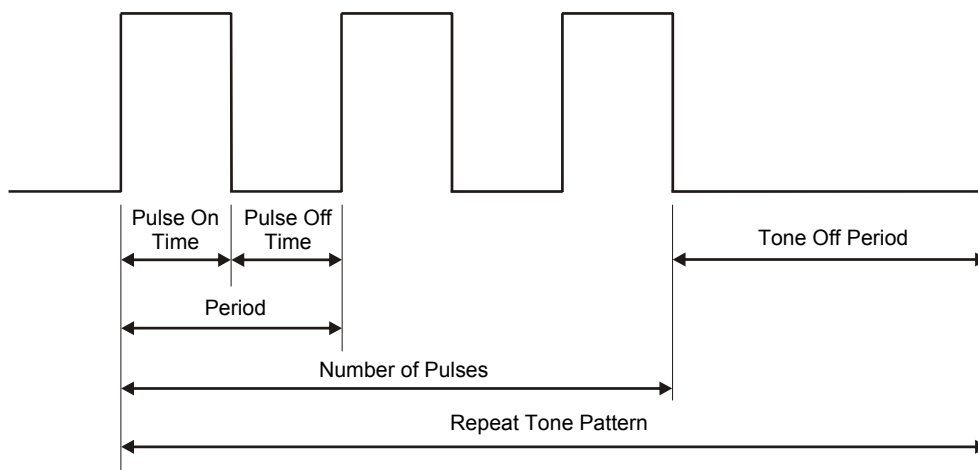 Pulse On
Time
Pulse Off
Time
Tone Off Period
Period
Number of Pulses
Repeat Tone Pattern